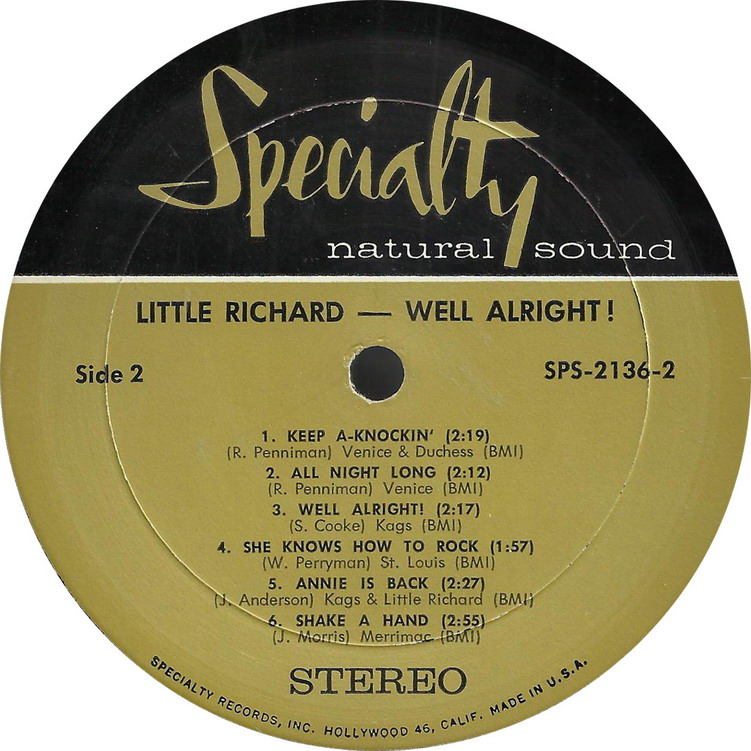 Specialty
natural sound
LITTLE RICHARD — WELL ALRIGHT!
Side 2
SPS-2136-2
1. KEEP A-KNOCKIN' (2:19)
(R. Penniman) Venice & Duchess (BMI)
2. ALL NIGHT LONG (2:12)
(R. Penniman) Venice (BMI)
3. WELL ALRIGHT! (2:17)
(S. Cooke) Kags (BMI)
4. SHE KNOWS HOW TO ROCK (1:57)
(W. Perryman) St. Louis (BMI)
5. ANNIE IS BACK (2:27)
(J. Anderson) Kags & Little Richard (BMI)
6. SHAKE A HAND (2:55)
(J. Morris) Merrimac (BMI)
STEREO
SPECIALTY RECORDS, INC. HOLLYWOOD 46, CALIF. MADE IN U.S.A.